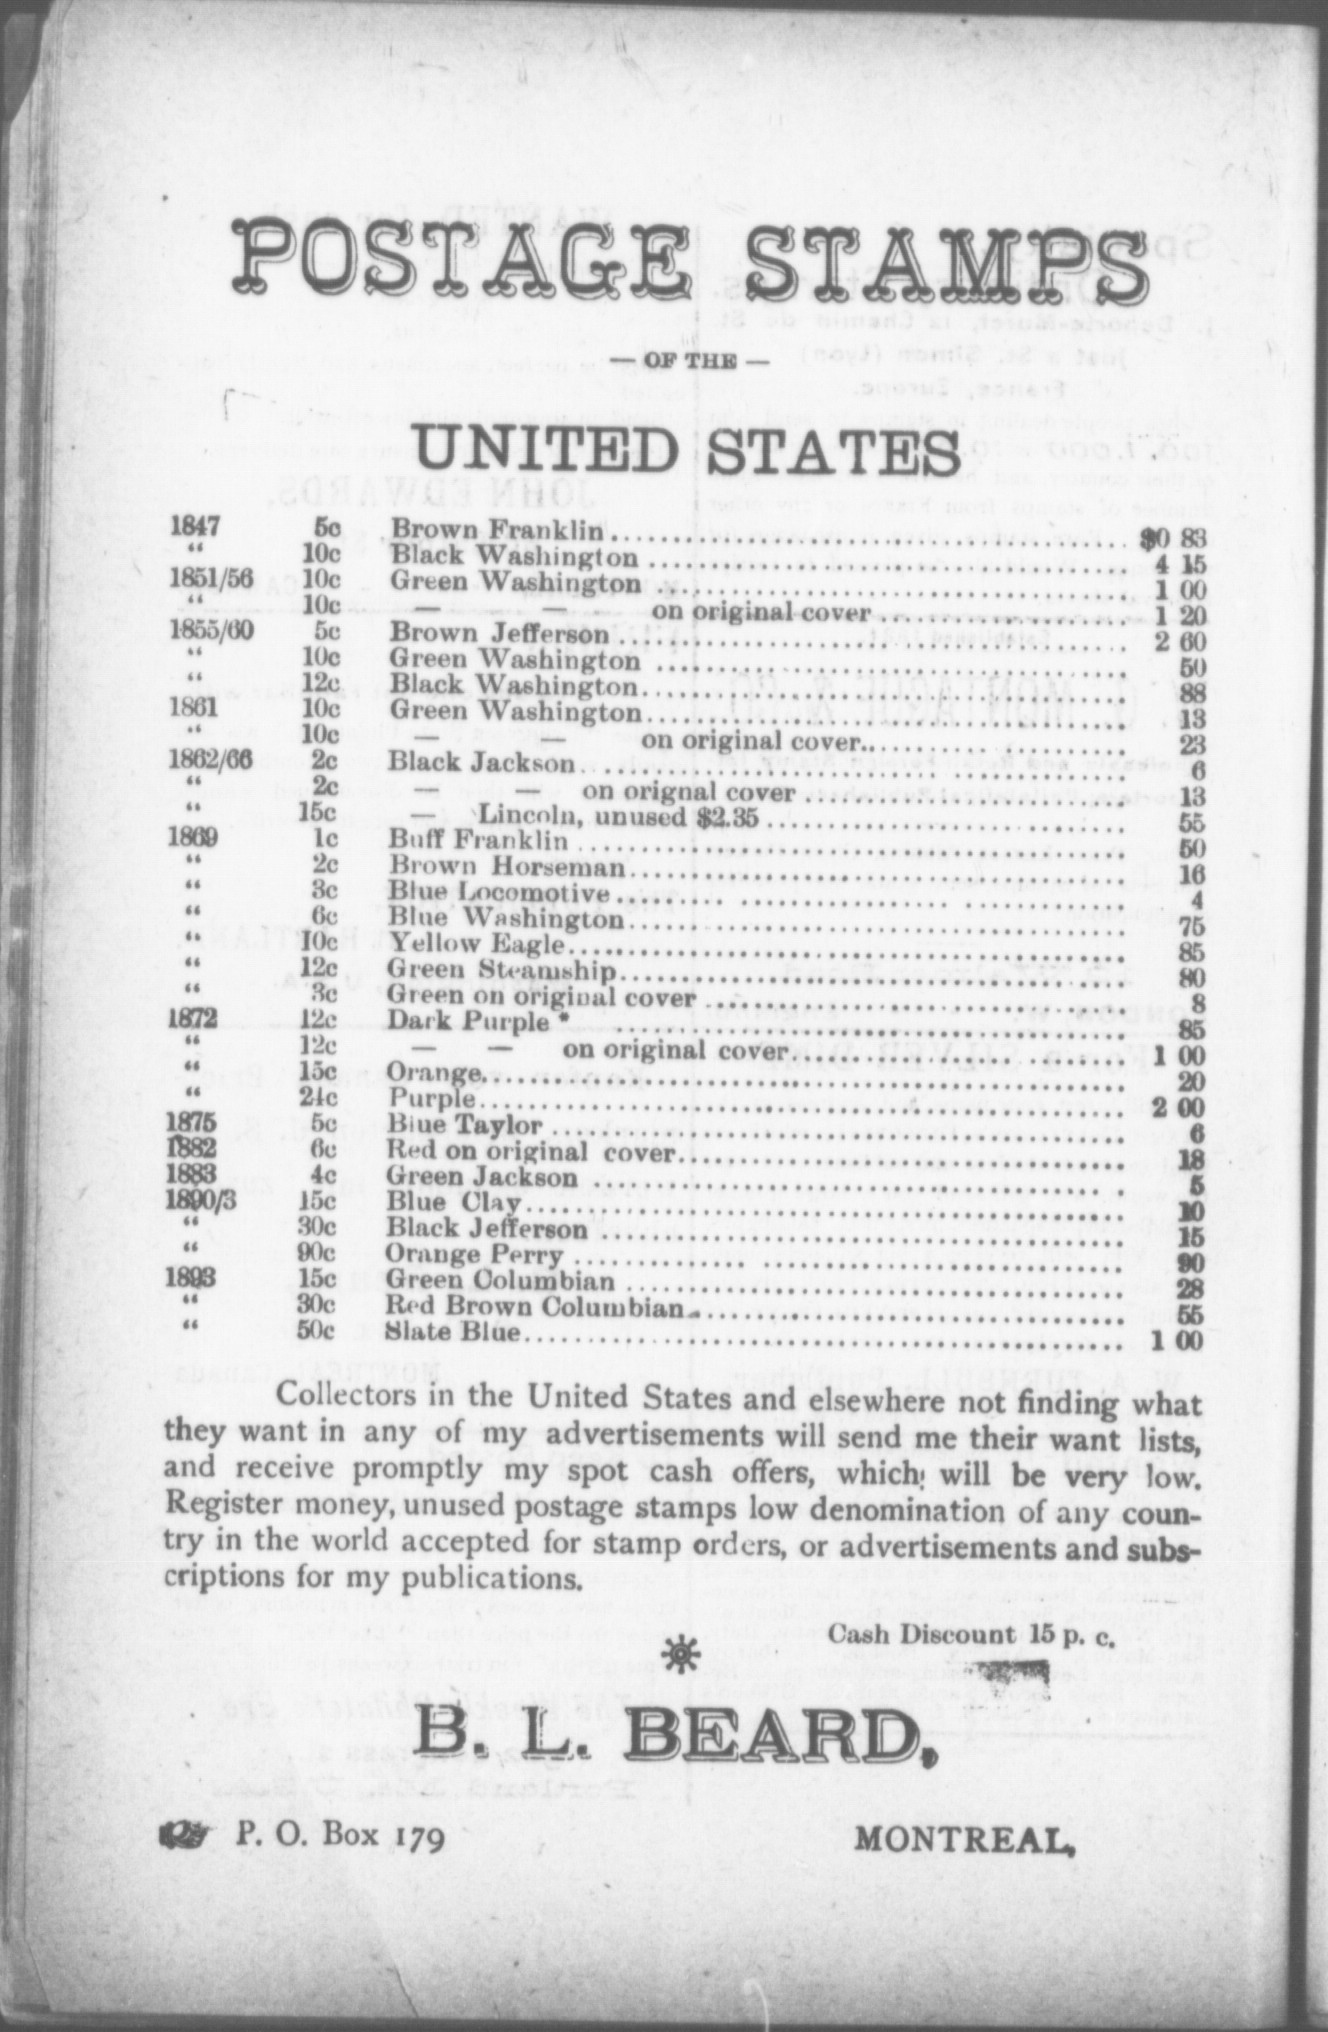 POSTAGE STAMPS
— OF THE —
UNITED STATES
1847 5c Brown Franklin $0 83
" 10c Black Washington 4 15
1851/56 10c Green Washington 1 00
" 10c — — on original cover 1 20
1855/60 5c Brown Jefferson 2 60
" 10c Green Washington 50
" 12c Black Washington 88
1861 10c Green Washington 13
" 10c — — on original cover 23
1862/66 2c Black Jackson 6
" 2c — — on orignal cover 13
" 15c — Lincoln, unused $2.35 55
1869 1c Buff Franklin 50
" 2c Brown Horseman 16
" 3c Blue Locomotive 4
" 6c Blue Washington 75
" 10c Yellow Eagle 85
" 12c Green Steamship 80
" 3c Green on original cover 8
1872 12c Dark Purple * 85
" 12c — — on original cover 1 00
" 15c Orange 20
" 24c Purple 2 00
1875 5c Blue Taylor 6
1882 6c Red on original cover 18
1883 4c Green Jackson 5
1890/3 15c Blue Clay 10
" 30c Black Jefferson 15
" 90c Orange Perry 90
1893 15c Green Columbian 28
" 30c Red Brown Columbian 55
" 50c Slate Blue 1 00
Collectors in the United States and elsewhere not finding what
they want in any of my advertisements will send me their want lists,
and receive promptly my spot cash offers, which will be very low.
Register money, unused postage stamps low denomination of any coun-
try in the world accepted for stamp orders, or advertisements and subs-
criptions for my publications.
Cash Discount 15 p. c.
B. L. BEARD,
P. O. Box 179 MONTREAL,